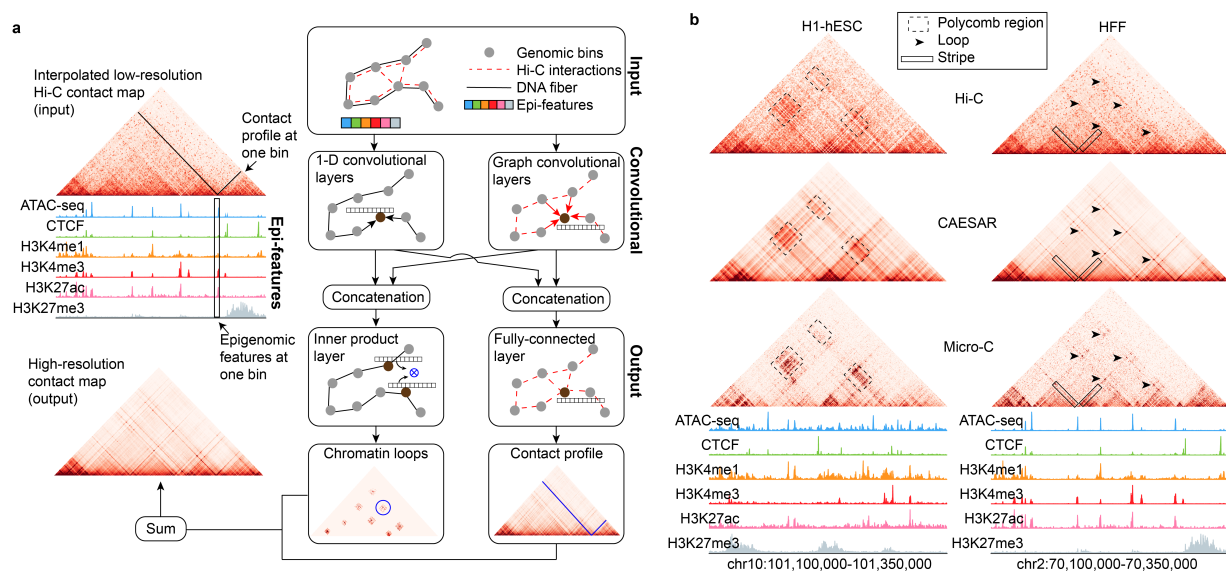 a
Interpolated low-resolution
Hi-C contact map
(input)
Contact
profile at
one bin
ATAC-seq
CTCF
H3K4me1
H3K4me3
H3K27ac
H3K27me3
Epi-features
Epigenomic
features at
one bin
High-resolution
contact map
(output)
Sum
Genomic bins
Hi-C interactions
DNA fiber
Epi-features
Input
1-D convolutional
layers
Graph convolutional
layers
Convolutional
Concatenation
Concatenation
Inner product
layer
Fully-connected
layer
Output
Chromatin loops
Contact profile
b
H1-hESC
Polycomb region
Loop
Stripe
HFF
Hi-C
CAESAR
Micro-C
ATAC-seq
CTCF
H3K4me1
H3K4me3
H3K27ac
H3K27me3
chr10:101,100,000-101,350,000
ATAC-seq
CTCF
H3K4me1
H3K4me3
H3K27ac
H3K27me3
chr2:70,100,000-70,350,000